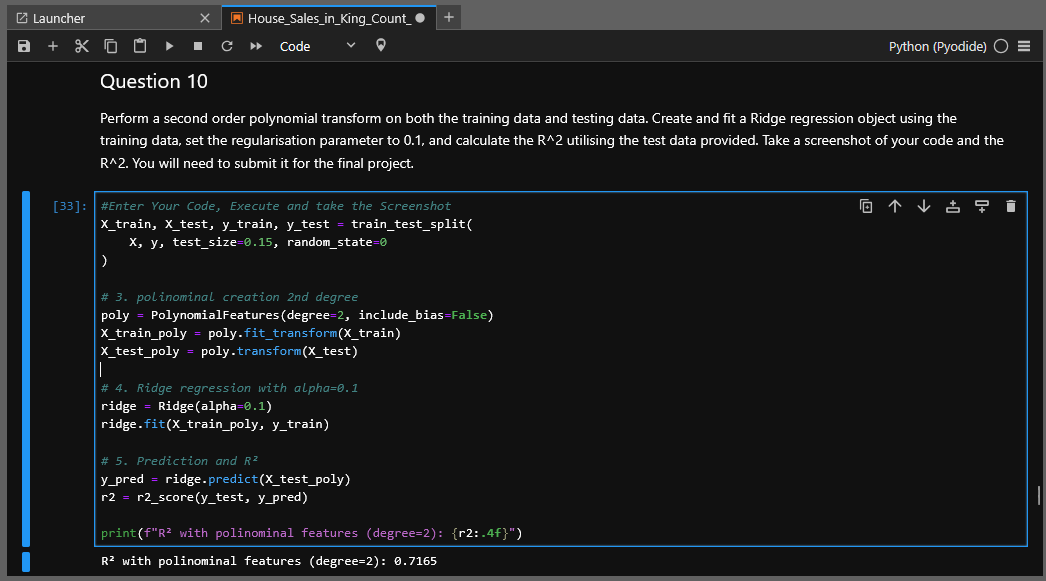 Launcher
House_Sales_in_King_Count_
Code
Python (Pyodide)
Question 10
Perform a second order polynomial transform on both the training data and testing data. Create and fit a Ridge regression object using the
training data, set the regularisation parameter to 0.1, and calculate the R^2 utilising the test data provided. Take a screenshot of your code and the
R^2. You will need to submit it for the final project.
[33]:
#Enter Your Code, Execute and take the Screenshot
X_train, X_test, y_train, y_test = train_test_split(
    X, y, test_size=0.15, random_state=0
)
# 3. polinominal creation 2nd degree
poly = PolynomialFeatures(degree=2, include_bias=False)
X_train_poly = poly.fit_transform(X_train)
X_test_poly = poly.transform(X_test)
# 4. Ridge regression with alpha=0.1
ridge = Ridge(alpha=0.1)
ridge.fit(X_train_poly, y_train)
# 5. Prediction and R²
y_pred = ridge.predict(X_test_poly)
r2 = r2_score(y_test, y_pred)
print(f"R² with polinominal features (degree=2): {r2:.4f}")
R² with polinominal features (degree=2): 0.7165